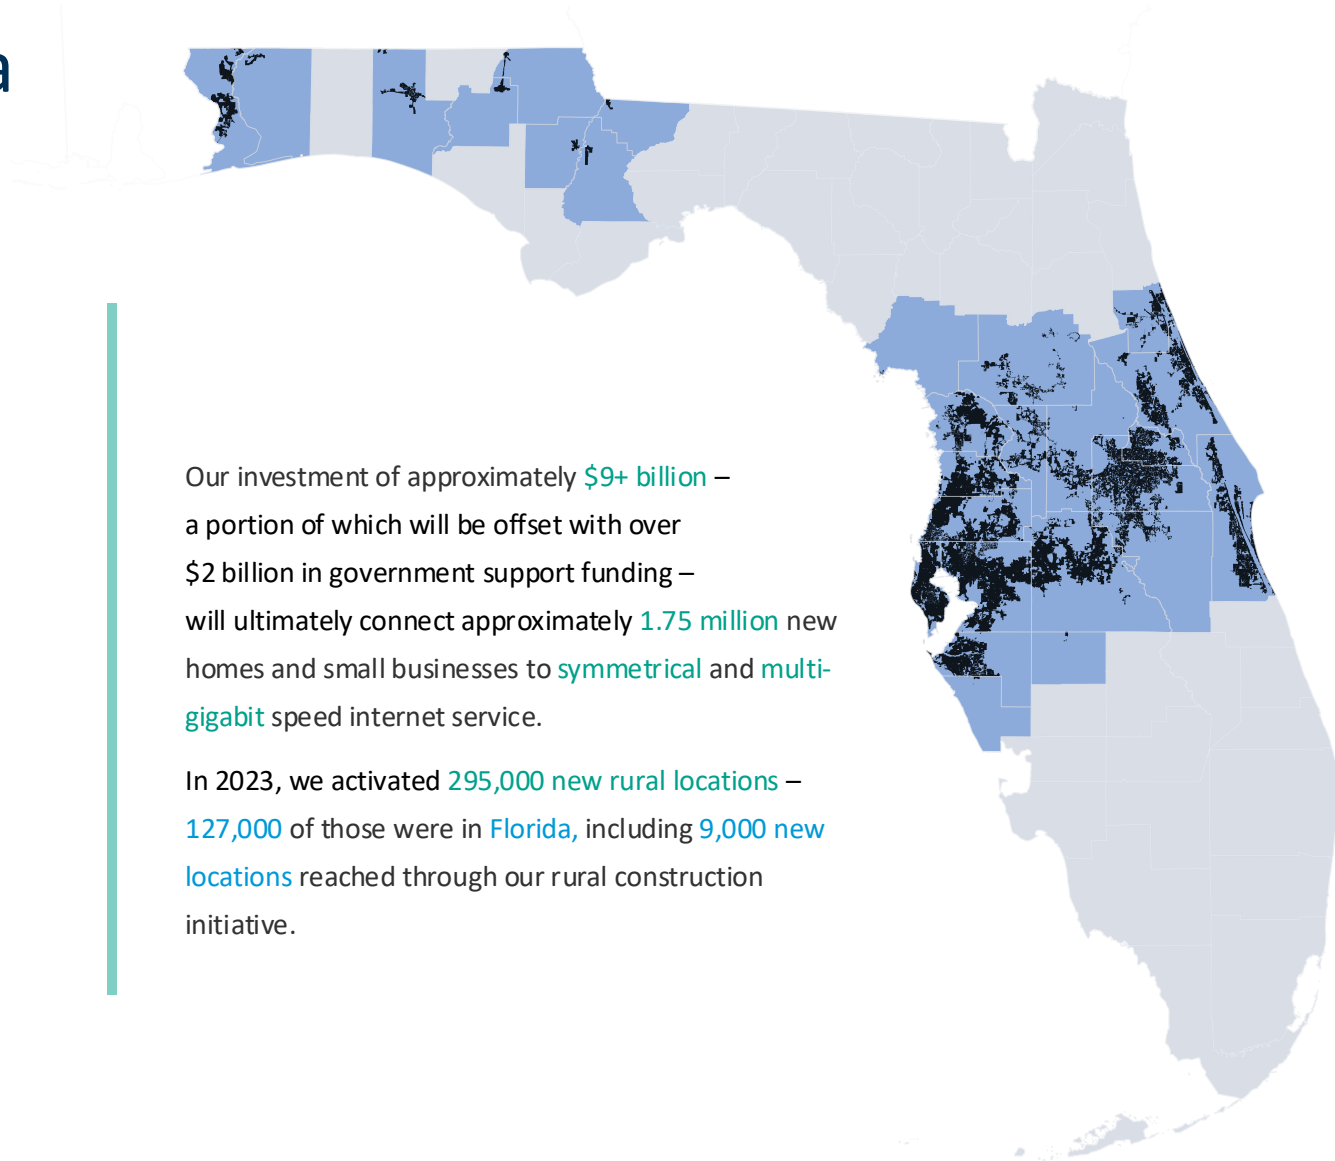 a
Our investment of approximately $9+ billion –
a portion of which will be offset with over
$2 billion in government support funding –
will ultimately connect approximately 1.75 million new
homes and small businesses to symmetrical and multi-
gigabit speed internet service.
In 2023, we activated 295,000 new rural locations –
127,000 of those were in Florida, including 9,000 new
locations reached through our rural construction
initiative.